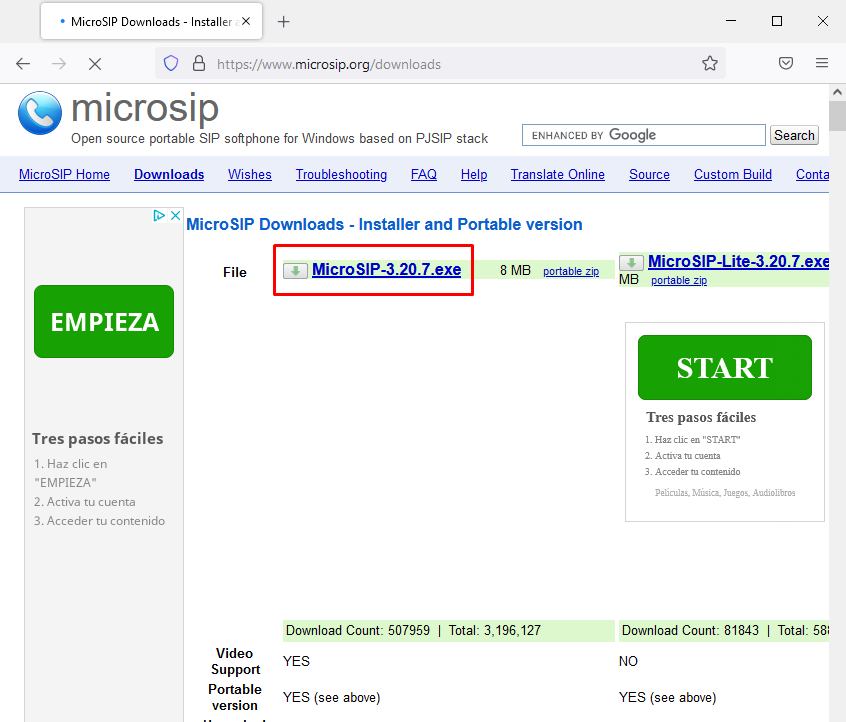 MicroSIP Downloads - Installer a
https://www.microsip.org/downloads
microsip
Open source portable SIP softphone for Windows based on PJSIP stack
ENHANCED BY Google
Search
MicroSIP Home Downloads Wishes Troubleshooting FAQ Help Translate Online Source Custom Build Conta
MicroSIP Downloads - Installer and Portable version
File
MicroSIP-3.20.7.exe
8 MB portable zip
MicroSIP-Lite-3.20.7.exe
MB portable zip
EMPIEZA
Tres pasos fáciles
1. Haz clic en
"EMPIEZA"
2. Activa tu cuenta
3. Acceder tu contenido
START
Tres pasos fáciles
1. Haz clic en "START"
2. Activa tu cuenta
3. Acceder tu contenido
Películas, Música, Juegos, Audiolibros
Download Count: 507959 | Total: 3,196,127
Download Count: 81843 | Total: 588
Video
Support
YES
NO
Portable
version
YES (see above)
YES (see above)